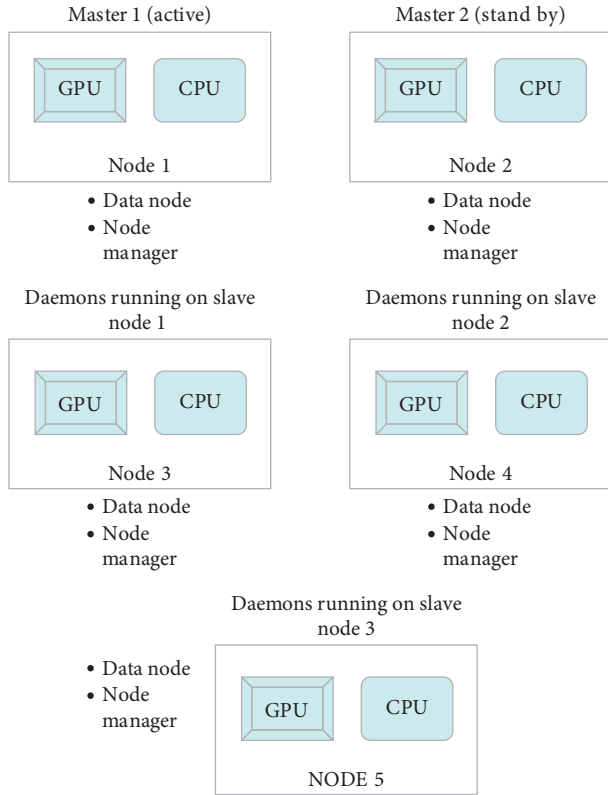 Master 1 (active)
GPU
CPU
Node 1
• Data node
• Node
manager
Master 2 (stand by)
GPU
CPU
Node 2
• Data node
• Node
manager
Daemons running on slave
node 1
GPU
CPU
Node 3
• Data node
• Node
manager
Daemons running on slave
node 2
GPU
CPU
Node 4
• Data node
• Node
manager
Daemons running on slave
node 3
• Data node
• Node
manager
GPU
CPU
NODE 5